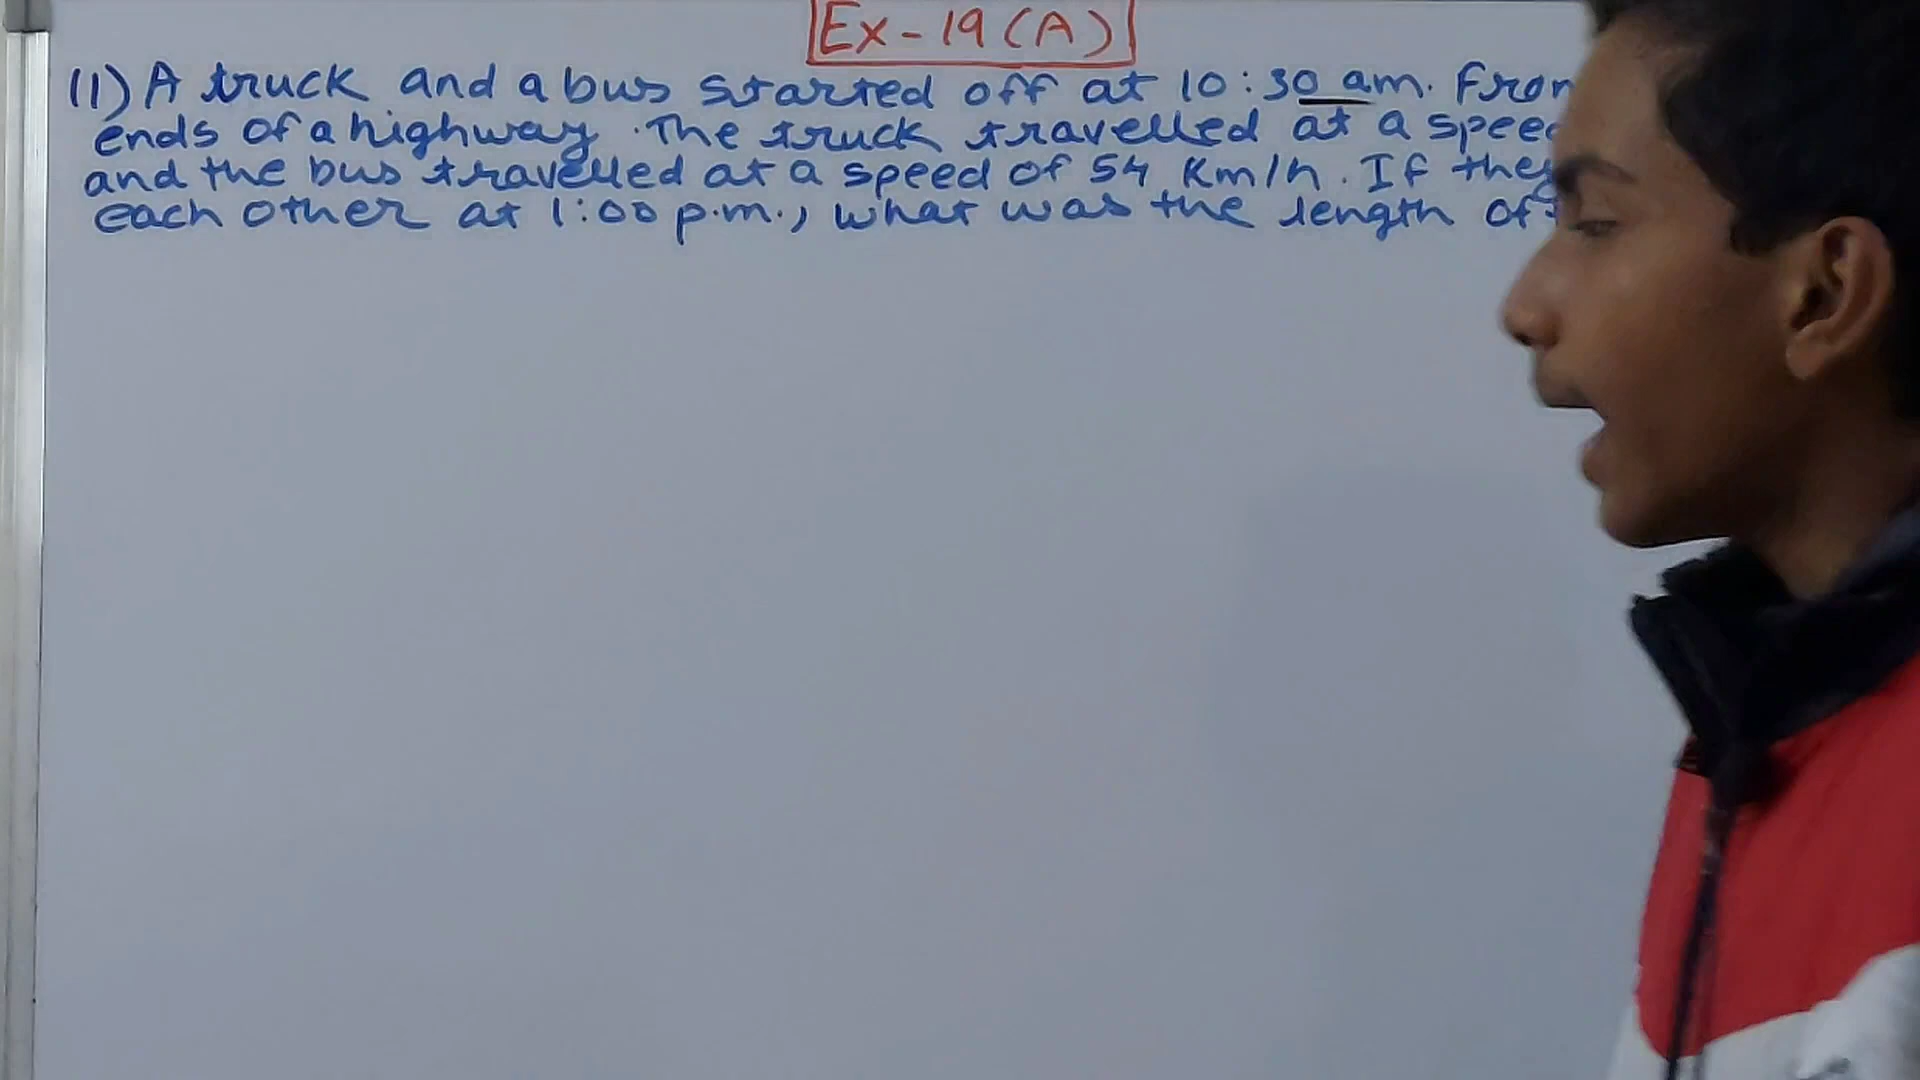 Ex-19(A)
11) A truck and a bus started off at 10:30 am. From
ends of a highway. The truck travelled at a speed
and the bus travelled at a speed of 54 Km/h. If they
each other at 1:00 p.m., what was the length of